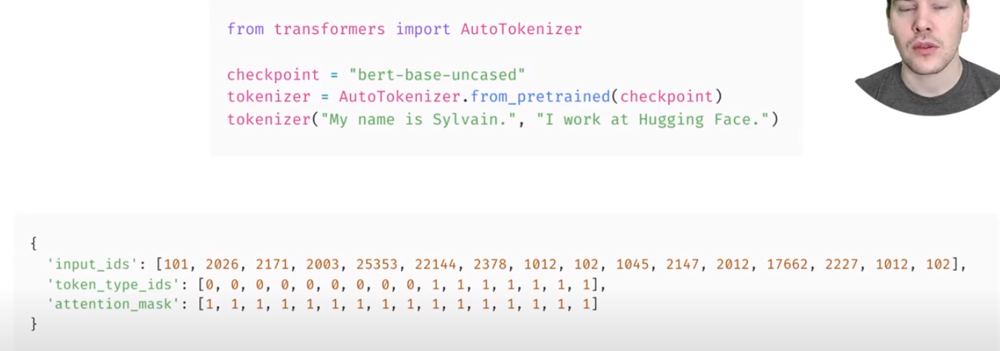 from transformers import AutoTokenizer
checkpoint = "bert-base-uncased"
tokenizer = AutoTokenizer.from_pretrained(checkpoint)
tokenizer("My name is Sylvain.", "I work at Hugging Face.")
{
'input_ids': [101, 2026, 2171, 2003, 25353, 22144, 2378, 1012, 102, 1045, 2147, 2012, 17662, 2227, 1012, 102],
'token_type_ids': [0, 0, 0, 0, 0, 0, 0, 0, 0, 1, 1, 1, 1, 1, 1, 1],
'attention_mask': [1, 1, 1, 1, 1, 1, 1, 1, 1, 1, 1, 1, 1, 1, 1, 1]
}